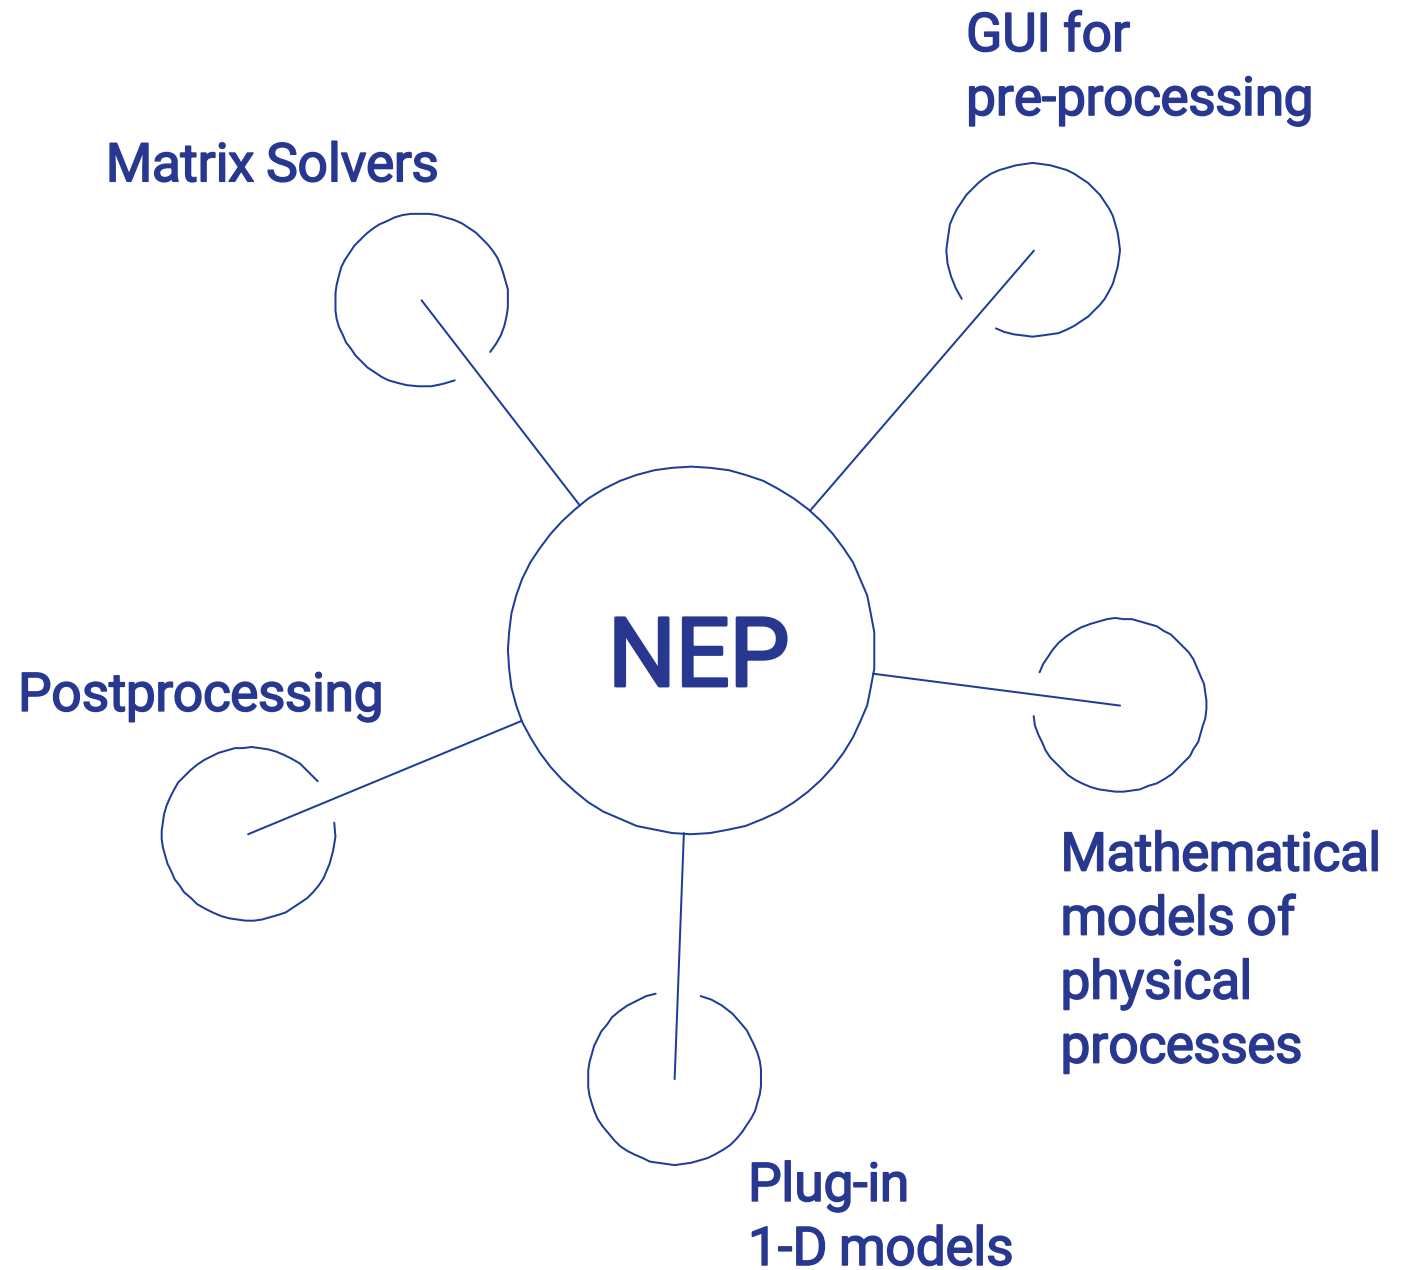 GUI for
pre-processing
Matrix Solvers
NEP
Postprocessing
Mathematical
models of
physical
processes
Plug-in
1-D models